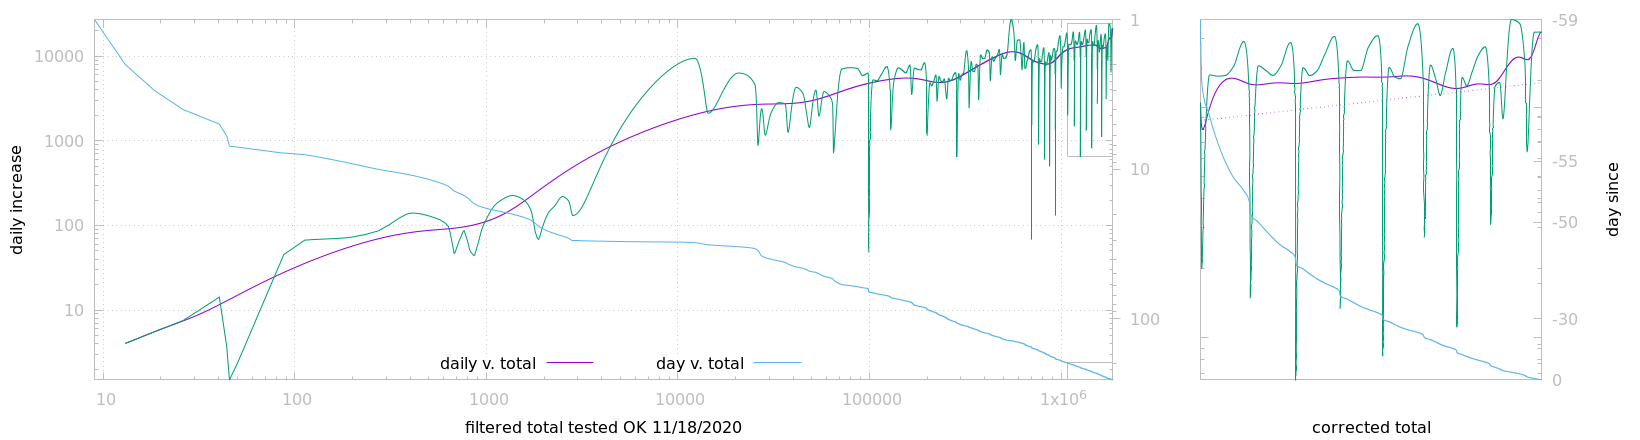 10000
1000
100
10
daily increase
1
10
100
daily v. total
day v. total
10
100
1000
10000
100000
1x10⁶
filtered total tested OK 11/18/2020
-59
-55
-50
-30
0
day since
corrected total